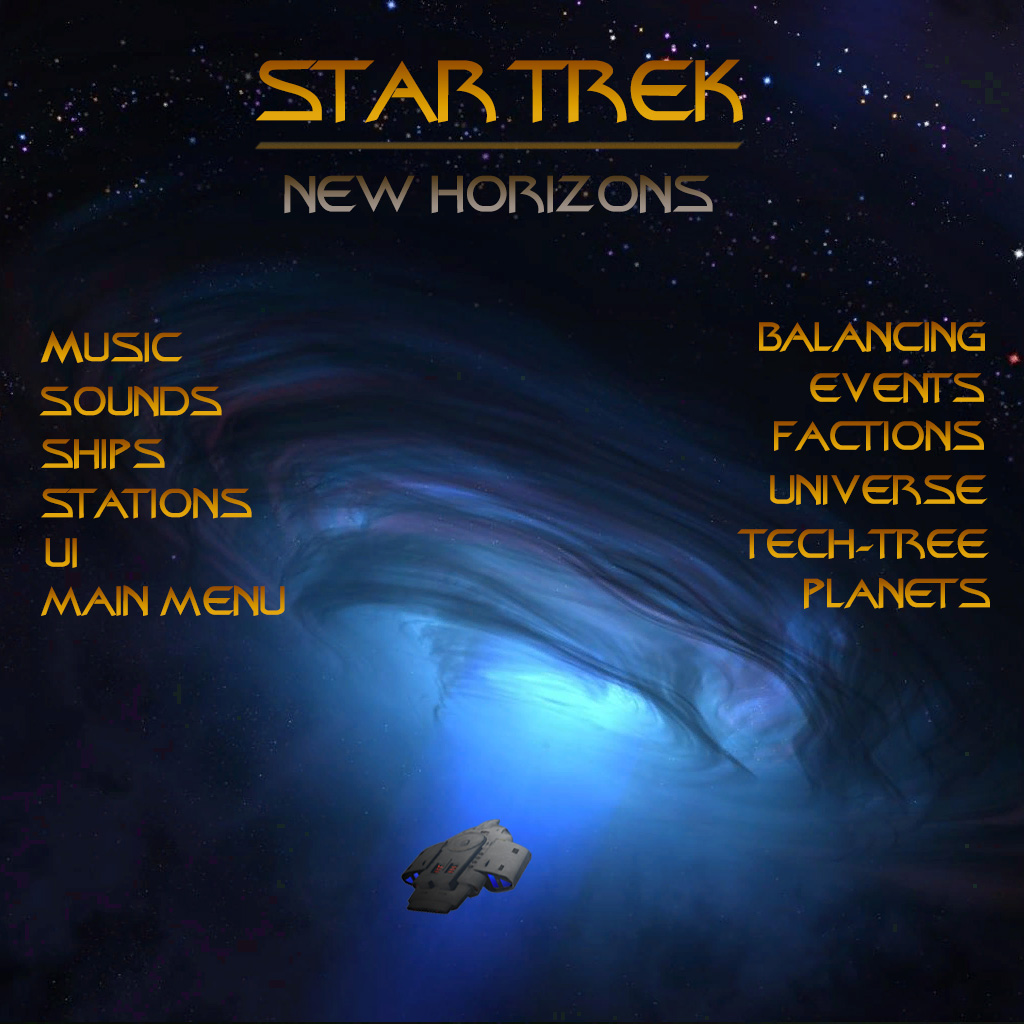 STAR TREK
NEW HORIZONS
MUSIC
SOUNDS
SHIPS
STATIONS
UI
MAIN MENU
BALANCING
EVENTS
FACTIONS
UNIVERSE
TECH-TREE
PLANETS